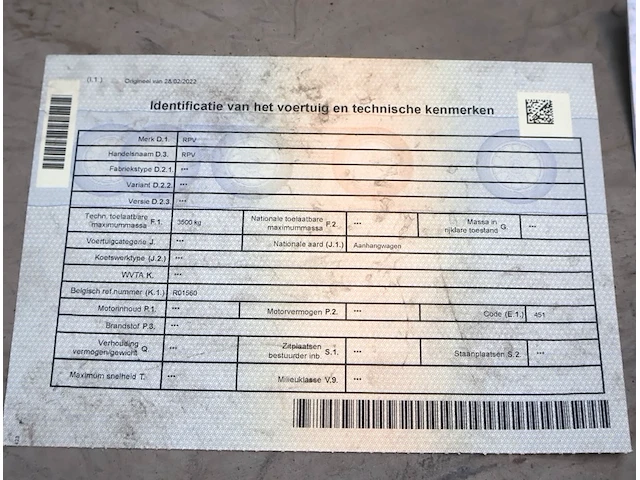 (I.1.) Origineel van 28/02/2022
Identificatie van het voertuig en technische kenmerken
Merk D.1. RPV
Handelsnaam D.3. RPV
Fabriekstype D.2.1. ***
Variant D.2.2. ***
Versie D.2.3. ***
Techn. toelaatbare maximummassa F.1. 3500 kg Nationale toelaatbare maximummassa F.2. *** Massa in rijklare toestand G. ***
Voertuigcategorie J. *** Nationale aard (J.1.) Aanhangwagen
Koetswerktype (J.2.) ***
WVTA K. ***
Belgisch ref.nummer (K.1.) R01560
Motorinhoud P.1. *** Motorvermogen P.2. *** Code (E.1.) 451
Brandstof P.3. ***
Verhouding vermogen/gewicht Q. *** Zitplaatsen bestuurder inb. S.1. *** Staanplaatsen S.2. ***
Maximum snelheid T. *** Milieuklasse V.9. ***